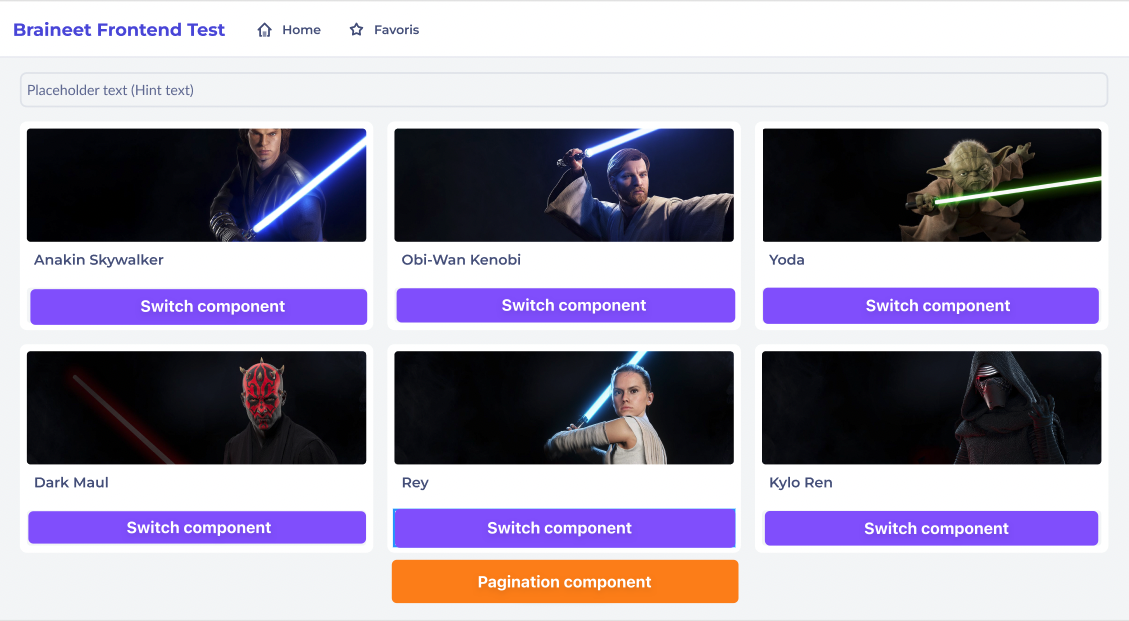 Braineet Frontend Test Home Favoris
Placeholder text (Hint text)
Anakin Skywalker Obi-Wan Kenobi Yoda
Switch component Switch component Switch component
Dark Maul Rey Kylo Ren
Switch component Switch component Switch component
Pagination component